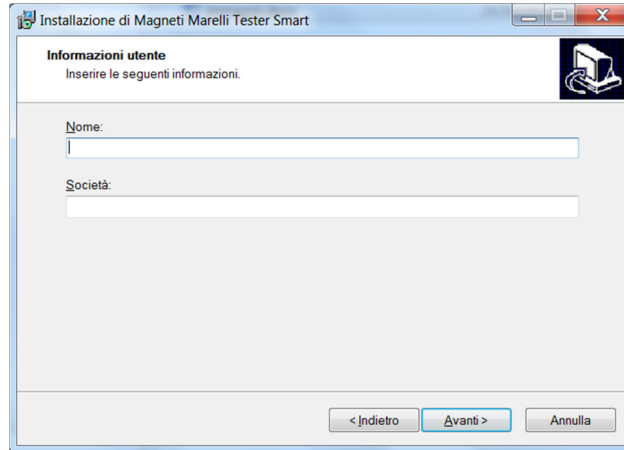 Installazione di Magneti Marelli Tester Smart
Informazioni utente
Inserire le seguenti informazioni.
Nome:
Società:
< Indietro
Avanti >
Annulla